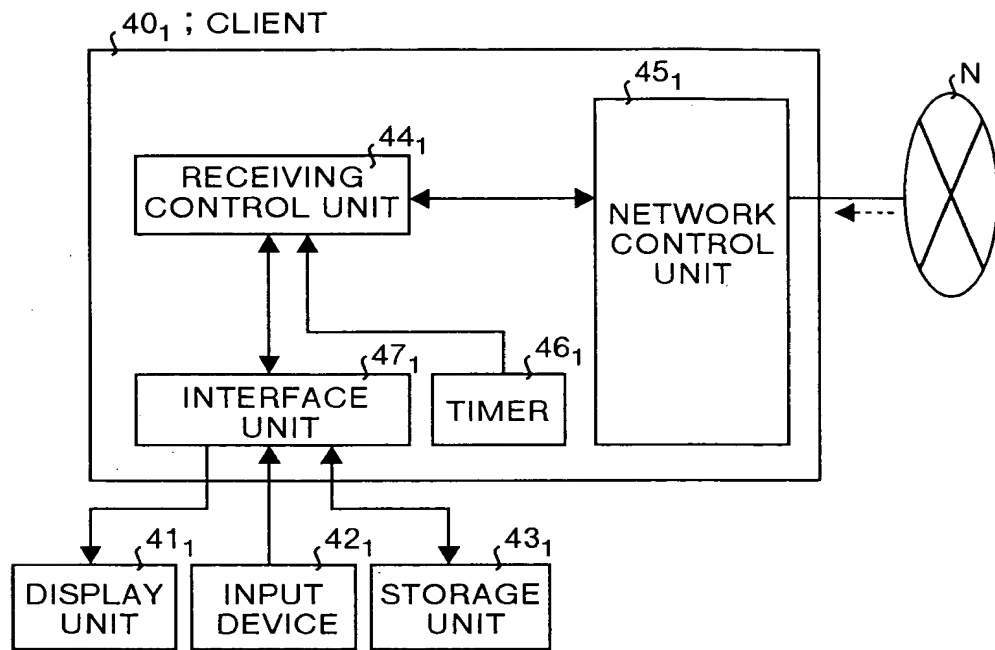 40₁ ; CLIENT
N
45₁
44₁
RECEIVING
CONTROL UNIT
NETWORK
CONTROL
UNIT
47₁
46₁
INTERFACE
UNIT
TIMER
41₁
42₁
43₁
DISPLAY
UNIT
INPUT
DEVICE
STORAGE
UNIT